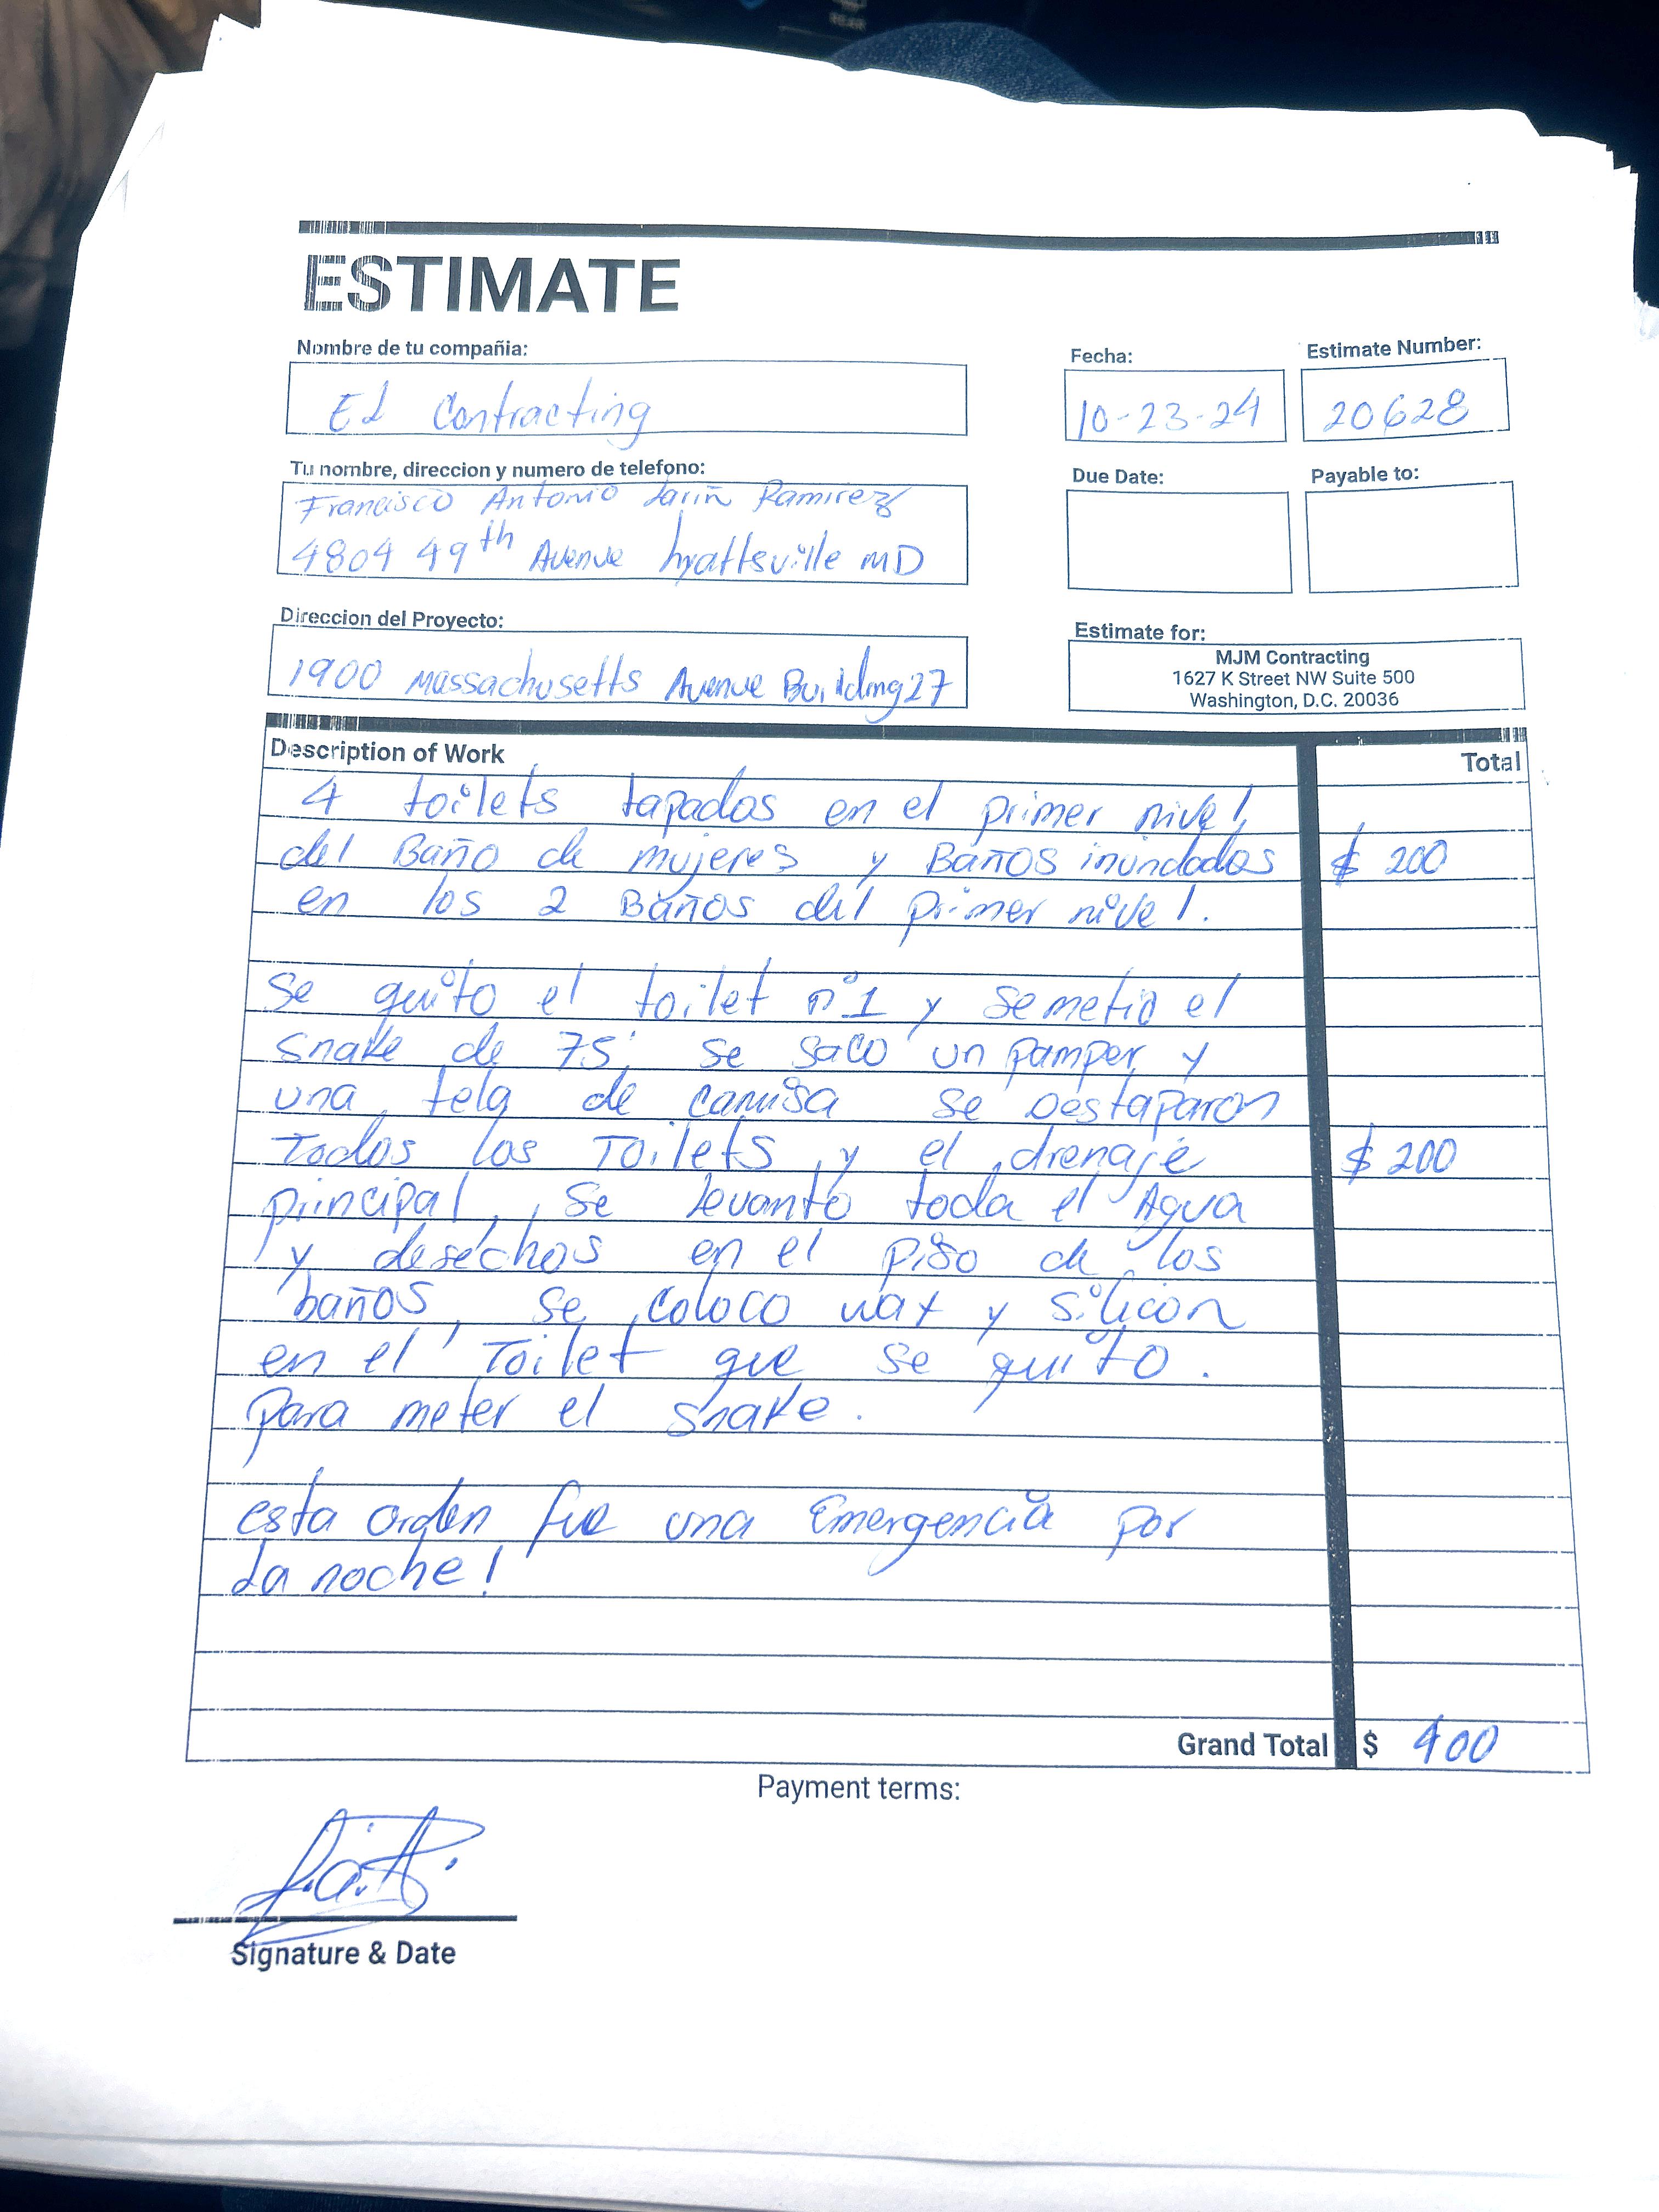 ESTIMATE
Nombre de tu compañia:
EL Contracting
Fecha:
10-23-24
Estimate Number:
20628
Tu nombre, direccion y numero de telefono:
Francisco Antonio Larin Ramirez
4804 49th Avenue hyattsville MD
Due Date:
Payable to:
Direccion del Proyecto:
1900 Massachusetts Avenue Building 27
Estimate for:
MJM Contracting
1627 K Street NW Suite 500
Washington, D.C. 20036
Description of Work Total
4 toilets tapados en el primer nivel,
del Baño de mujeres y Baños inundados $ 200
en los 2 Baños del primer nivel.
Se quito el toilet n°1 y se metio el
snake de 75' se saco un pamper y
una tela de camisa se Destaparon
Todos los Toilets y el drenaje $ 200
principal, se levanto toda el Agua
y desechos en el piso de los
baños, se coloco wax y silicon
en el Toilet que se quito.
para meter el snake.
esta orden fue una Emergencia por
La noche!
Grand Total $ 400
Payment terms:
Signature & Date